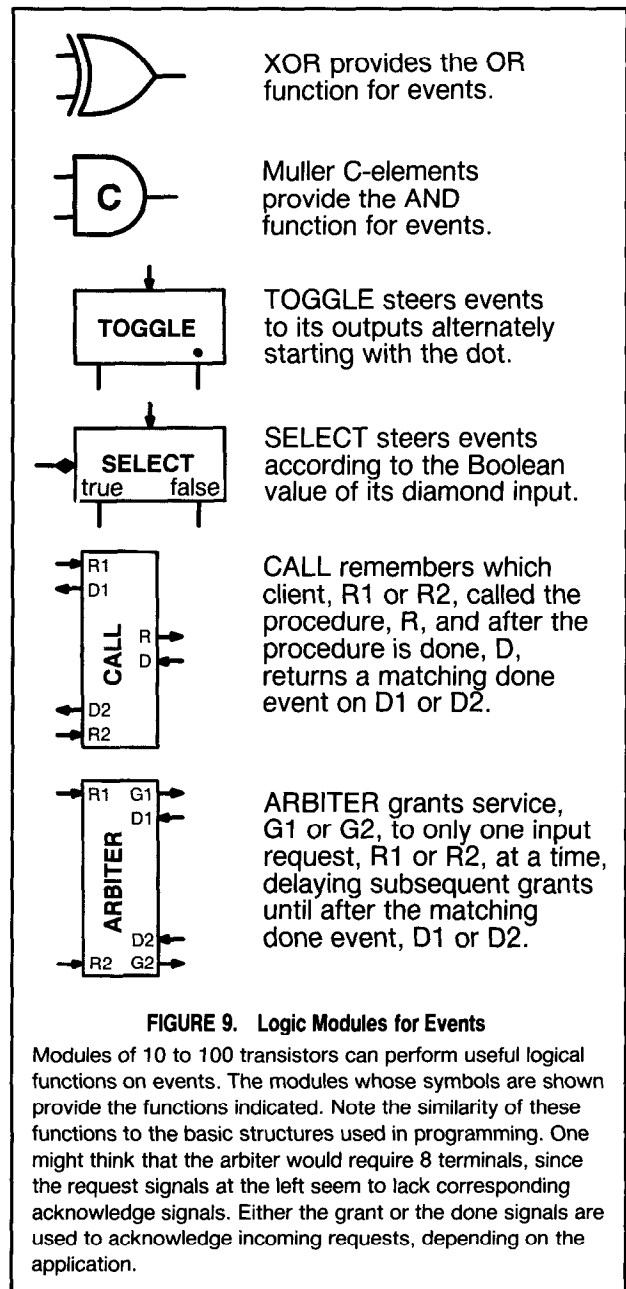 XOR provides the OR
function for events.
C
Muller C-elements
provide the AND
function for events.
TOGGLE
TOGGLE steers events
to its outputs alternately
starting with the dot.
SELECT
true false
SELECT steers events
according to the Boolean
value of its diamond input.
R1
D1
CALL
R
D
D2
R2
CALL remembers which
client, R1 or R2, called the
procedure, R, and after the
procedure is done, D,
returns a matching done
event on D1 or D2.
R1 G1
D1
ARBITER
D2
R2 G2
ARBITER grants service,
G1 or G2, to only one input
request, R1 or R2, at a time,
delaying subsequent grants
until after the matching
done event, D1 or D2.
FIGURE 9. Logic Modules for Events
Modules of 10 to 100 transistors can perform useful logical
functions on events. The modules whose symbols are shown
provide the functions indicated. Note the similarity of these
functions to the basic structures used in programming. One
might think that the arbiter would require 8 terminals, since
the request signals at the left seem to lack corresponding
acknowledge signals. Either the grant or the done signals are
used to acknowledge incoming requests, depending on the
application.